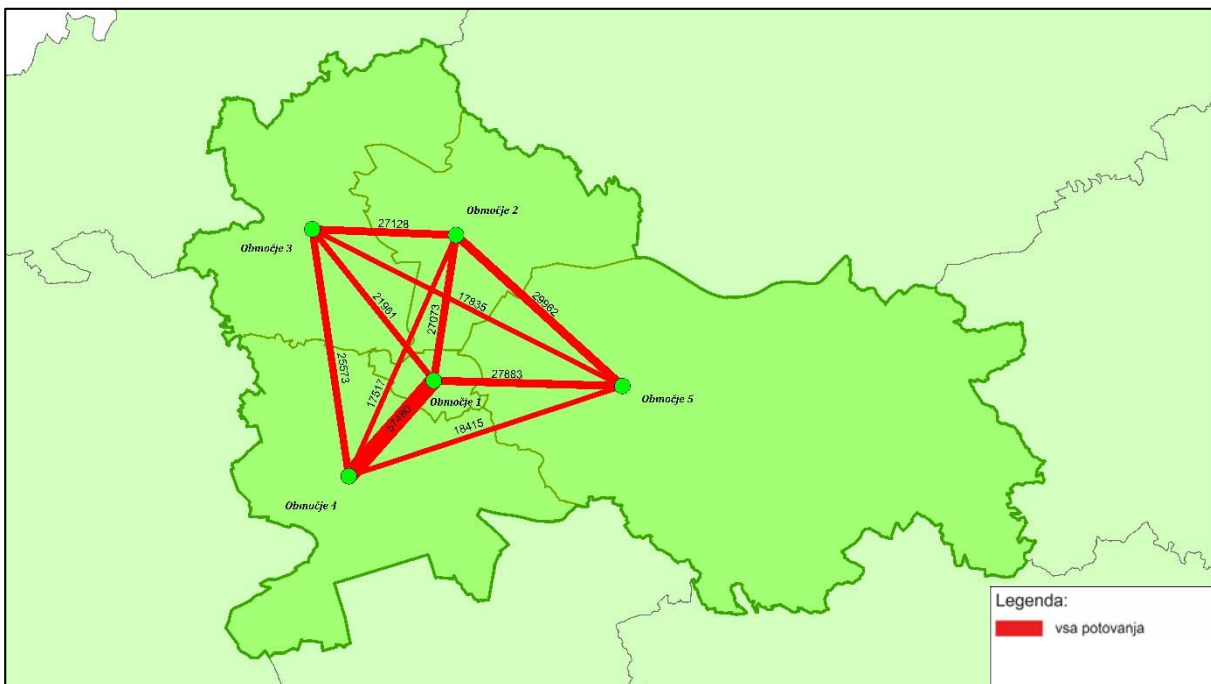 Območje 2
27128
Območje 3
21961
17835
29962
27073
25573
17517
27883
Območje 1
Območje 5
57480
18415
Območje 4
Legenda:
vsa potovanja